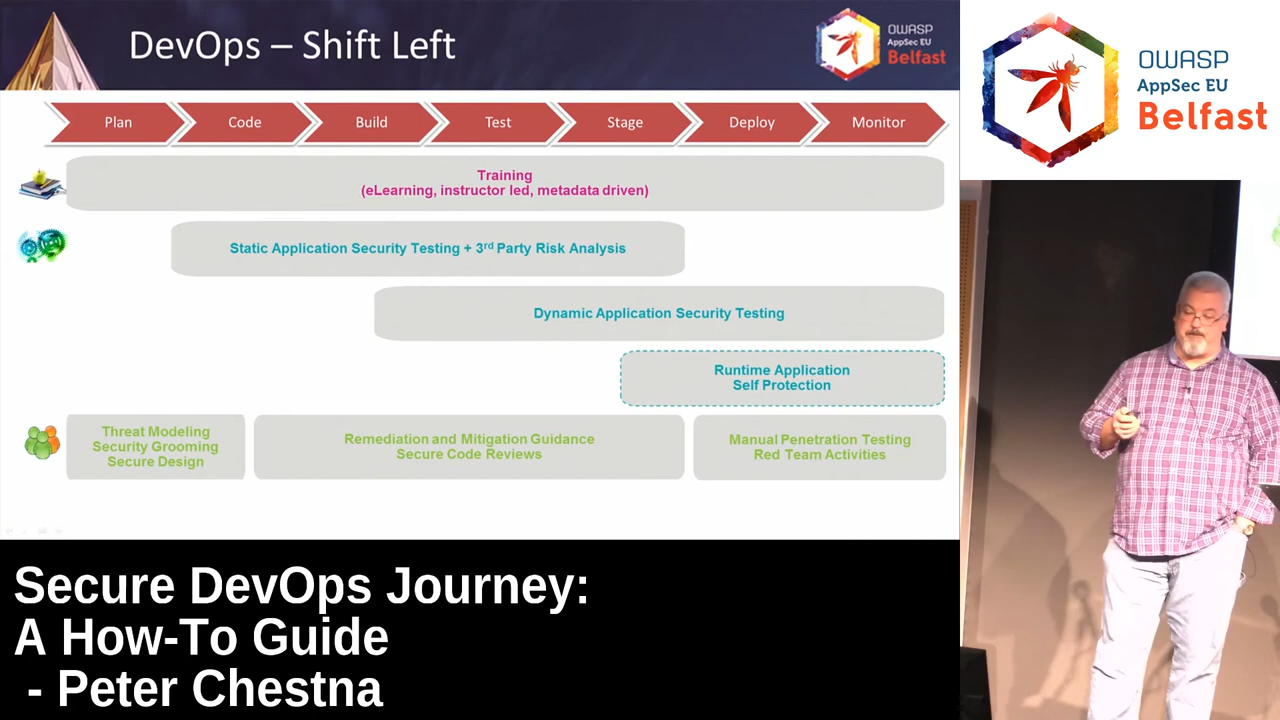 DevOps – Shift Left
OWASP
AppSec EU
Belfast
OWASP
AppSec EU
Belfast
Plan
Code
Build
Test
Stage
Deploy
Monitor
Training
(eLearning, instructor led, metadata driven)
Static Application Security Testing + 3rd Party Risk Analysis
Dynamic Application Security Testing
Runtime Application
Self Protection
Threat Modeling
Security Grooming
Secure Design
Remediation and Mitigation Guidance
Secure Code Reviews
Manual Penetration Testing
Red Team Activities
Secure DevOps Journey:
A How-To Guide
- Peter Chestna